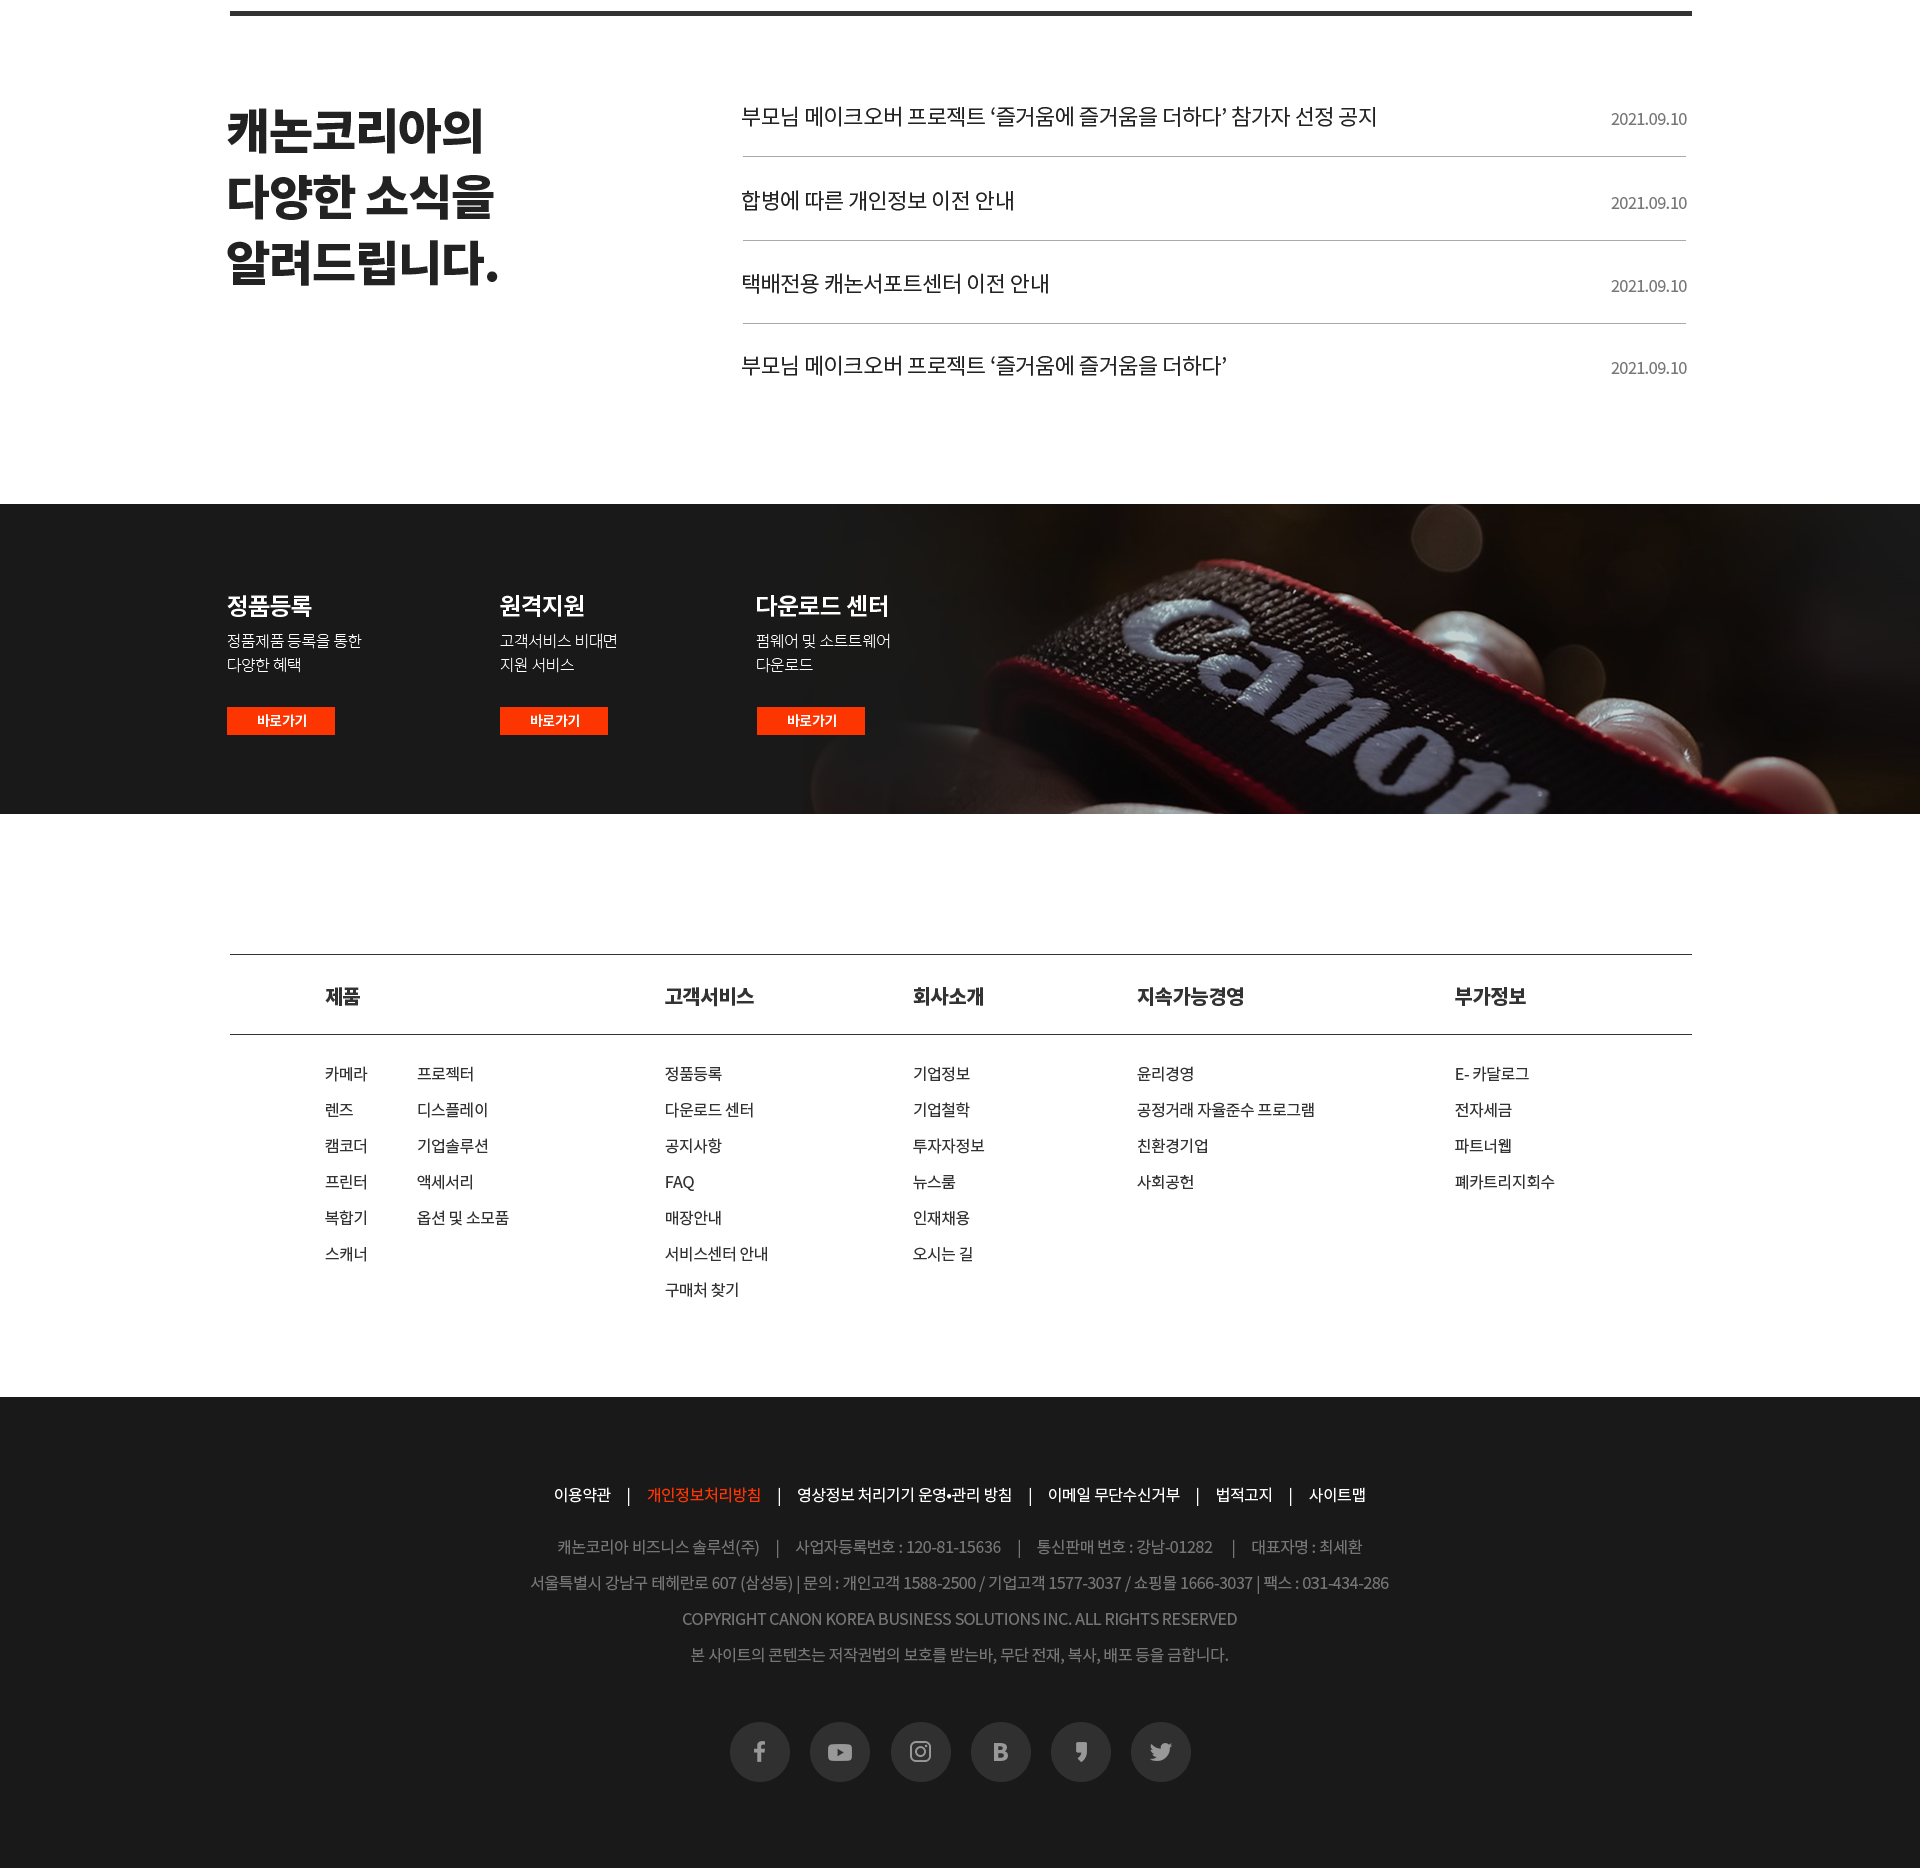 캐논코리아의
다양한 소식을
알려드립니다.
부모님 메이크오버 프로젝트 ‘즐거움에 즐거움을 더하다’ 참가자 선정 공지 2021.09.10
합병에 따른 개인정보 이전 안내 2021.09.10
택배전용 캐논서포트센터 이전 안내 2021.09.10
부모님 메이크오버 프로젝트 ‘즐거움에 즐거움을 더하다’ 2021.09.10
정품등록
정품제품 등록을 통한
다양한 혜택
바로가기
원격지원
고객서비스 비대면
지원 서비스
바로가기
다운로드 센터
펌웨어 및 소트트웨어
다운로드
바로가기
Canon
제품 고객서비스 회사소개 지속가능경영 부가정보
카메라 프로젝터 정품등록 기업정보 윤리경영 E- 카달로그
렌즈 디스플레이 다운로드 센터 기업철학 공정거래 자율준수 프로그램 전자세금
캠코더 기업솔루션 공지사항 투자자정보 친환경기업 파트너웹
프린터 액세서리 FAQ 뉴스룸 사회공헌 폐카트리지회수
복합기 옵션 및 소모품 매장안내 인재채용
스캐너 서비스센터 안내 오시는 길
구매처 찾기
이용약관 | 개인정보처리방침 | 영상정보 처리기기 운영•관리 방침 | 이메일 무단수신거부 | 법적고지 | 사이트맵
캐논코리아 비즈니스 솔루션(주) | 사업자등록번호 : 120-81-15636 | 통신판매 번호 : 강남-01282 | 대표자명 : 최세환
서울특별시 강남구 테헤란로 607 (삼성동) | 문의 : 개인고객 1588-2500 / 기업고객 1577-3037 / 쇼핑몰 1666-3037 | 팩스 : 031-434-286
COPYRIGHT CANON KOREA BUSINESS SOLUTIONS INC. ALL RIGHTS RESERVED
본 사이트의 콘텐츠는 저작권법의 보호를 받는바, 무단 전재, 복사, 배포 등을 금합니다.